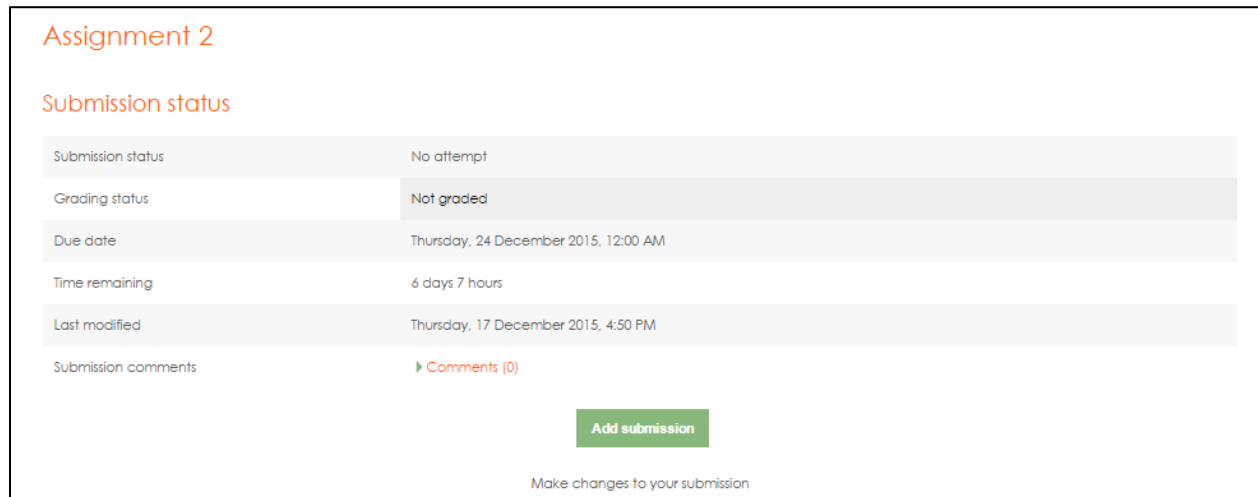 Assignment 2
Submission status
Submission status No attempt
Grading status Not graded
Due date Thursday, 24 December 2015, 12:00 AM
Time remaining 6 days 7 hours
Last modified Thursday, 17 December 2015, 4:50 PM
Submission comments Comments (0)
Add submission
Make changes to your submission